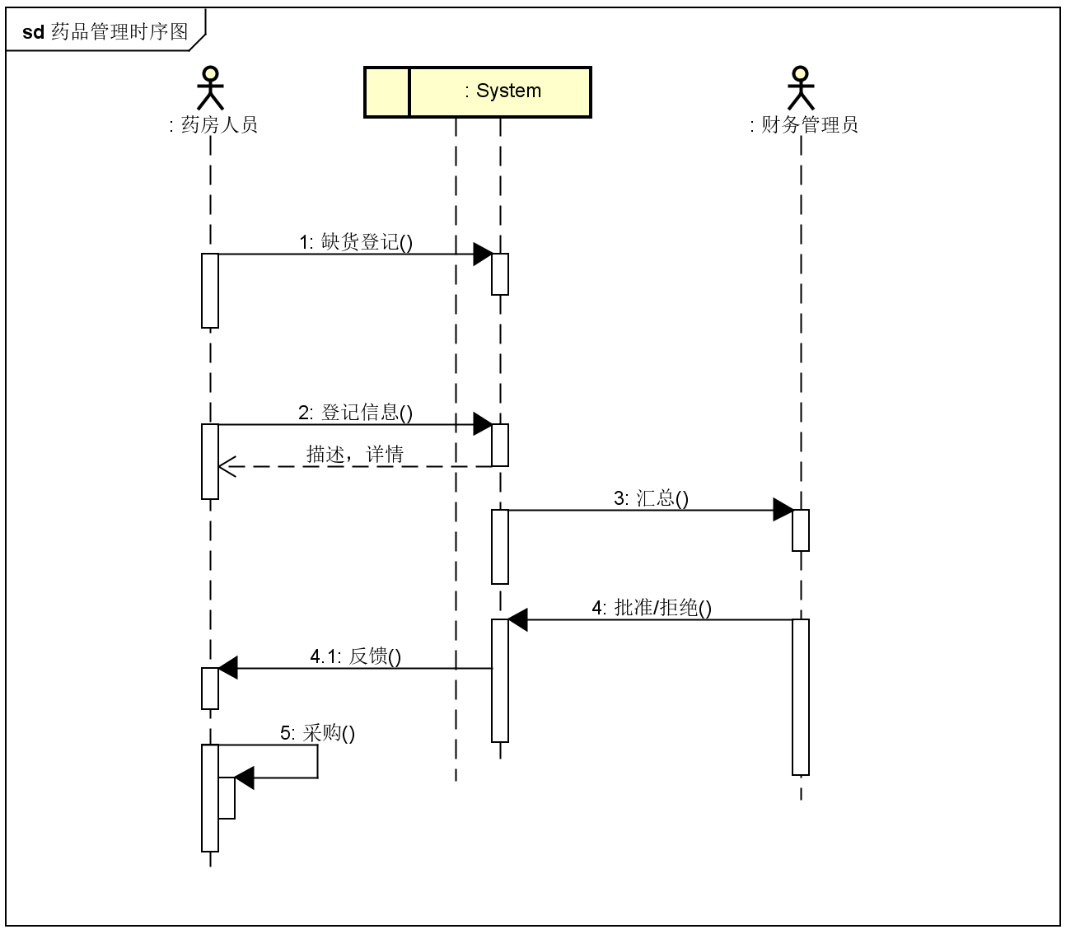 sd 药品管理时序图
: 药房人员
: System
: 财务管理员
1: 缺货登记()
2: 登记信息()
描述，详情
3: 汇总()
4: 批准/拒绝()
4.1: 反馈()
5: 采购()